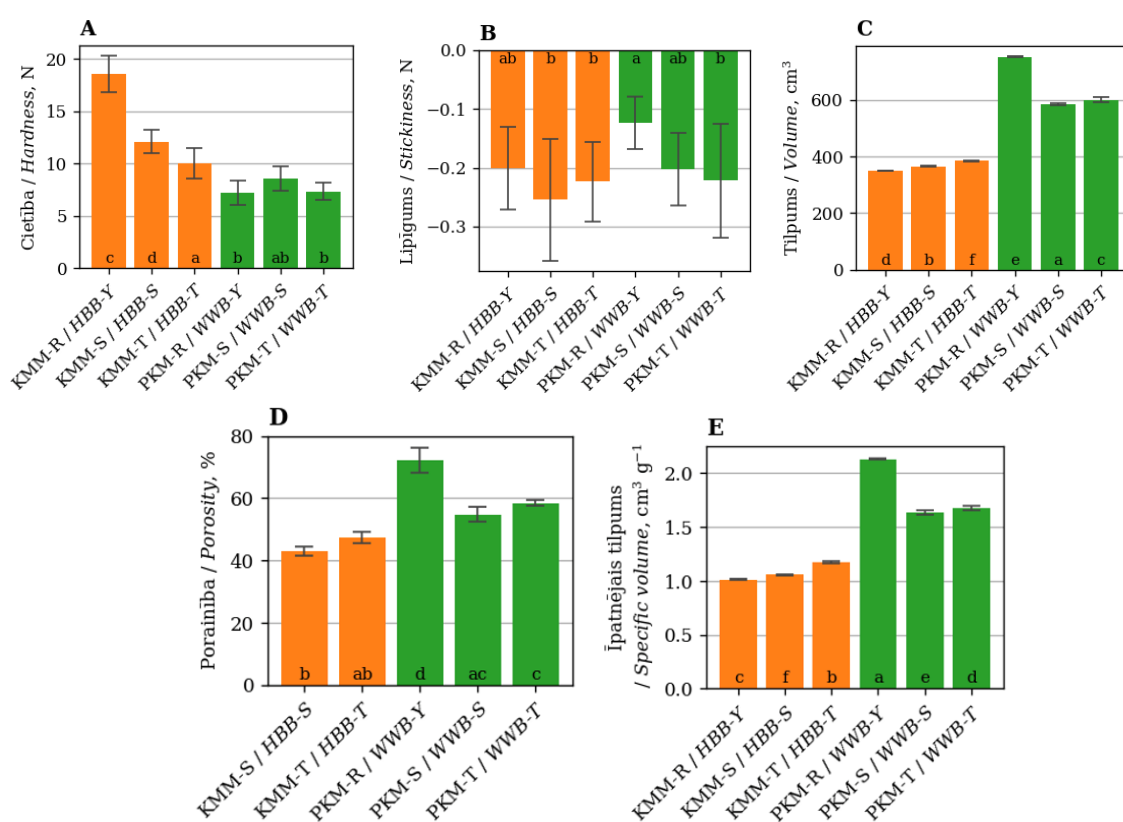 A
Cietība / Hardness, N
20
15
10
5
0
c d a b ab b
KMM-R / HBB-Y
KMM-S / HBB-S
KMM-T / HBB-T
PKM-R / WWB-Y
PKM-S / WWB-S
PKM-T / WWB-T
B
Lipīgums / Stickiness, N
0.0
−0.1
−0.2
−0.3
ab b b a ab b
KMM-R / HBB-Y
KMM-S / HBB-S
KMM-T / HBB-T
PKM-R / WWB-Y
PKM-S / WWB-S
PKM-T / WWB-T
C
Tilpums / Volume, cm³
600
400
200
0
d b f e a c
KMM-R / HBB-Y
KMM-S / HBB-S
KMM-T / HBB-T
PKM-R / WWB-Y
PKM-S / WWB-S
PKM-T / WWB-T
D
Porainība / Porosity, %
80
60
40
20
0
b ab d ac c
KMM-S / HBB-S
KMM-T / HBB-T
PKM-R / WWB-Y
PKM-S / WWB-S
PKM-T / WWB-T
E
Īpatnējais tilpums
/ Specific volume, cm³ g⁻¹
2.0
1.5
1.0
0.5
0.0
c f b a e d
KMM-R / HBB-Y
KMM-S / HBB-S
KMM-T / HBB-T
PKM-R / WWB-Y
PKM-S / WWB-S
PKM-T / WWB-T